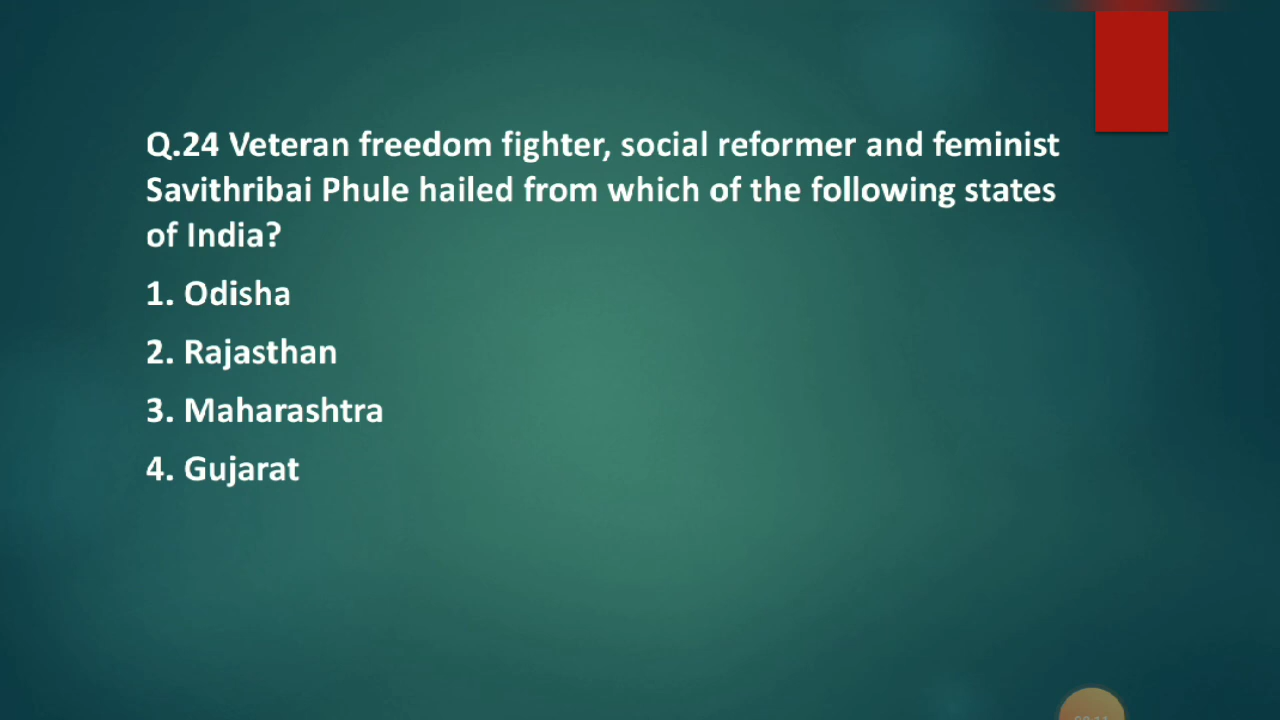 Q.24 Veteran freedom fighter, social reformer and feminist
Savithribai Phule hailed from which of the following states
of India?
1. Odisha
2. Rajasthan
3. Maharashtra
4. Gujarat